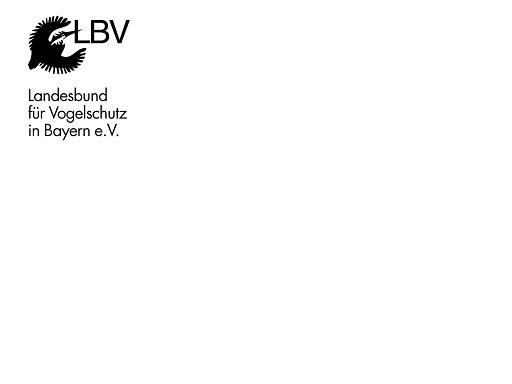 LBV
Landesbund
für Vogelschutz
in Bayern e.V.